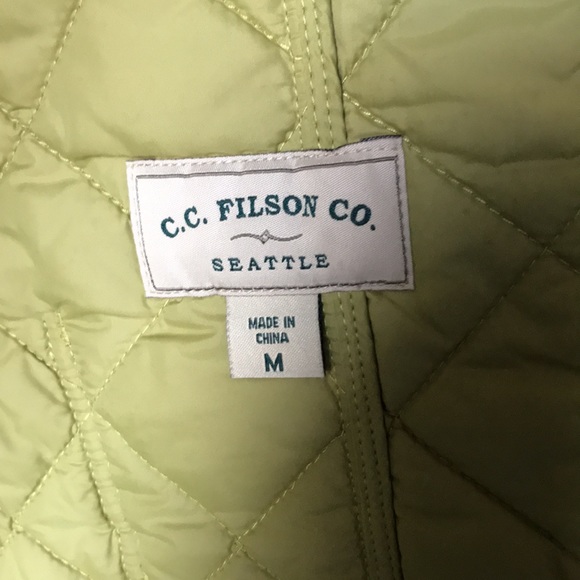 C.C. FILSON CO.
SEATTLE
MADE IN
CHINA
M